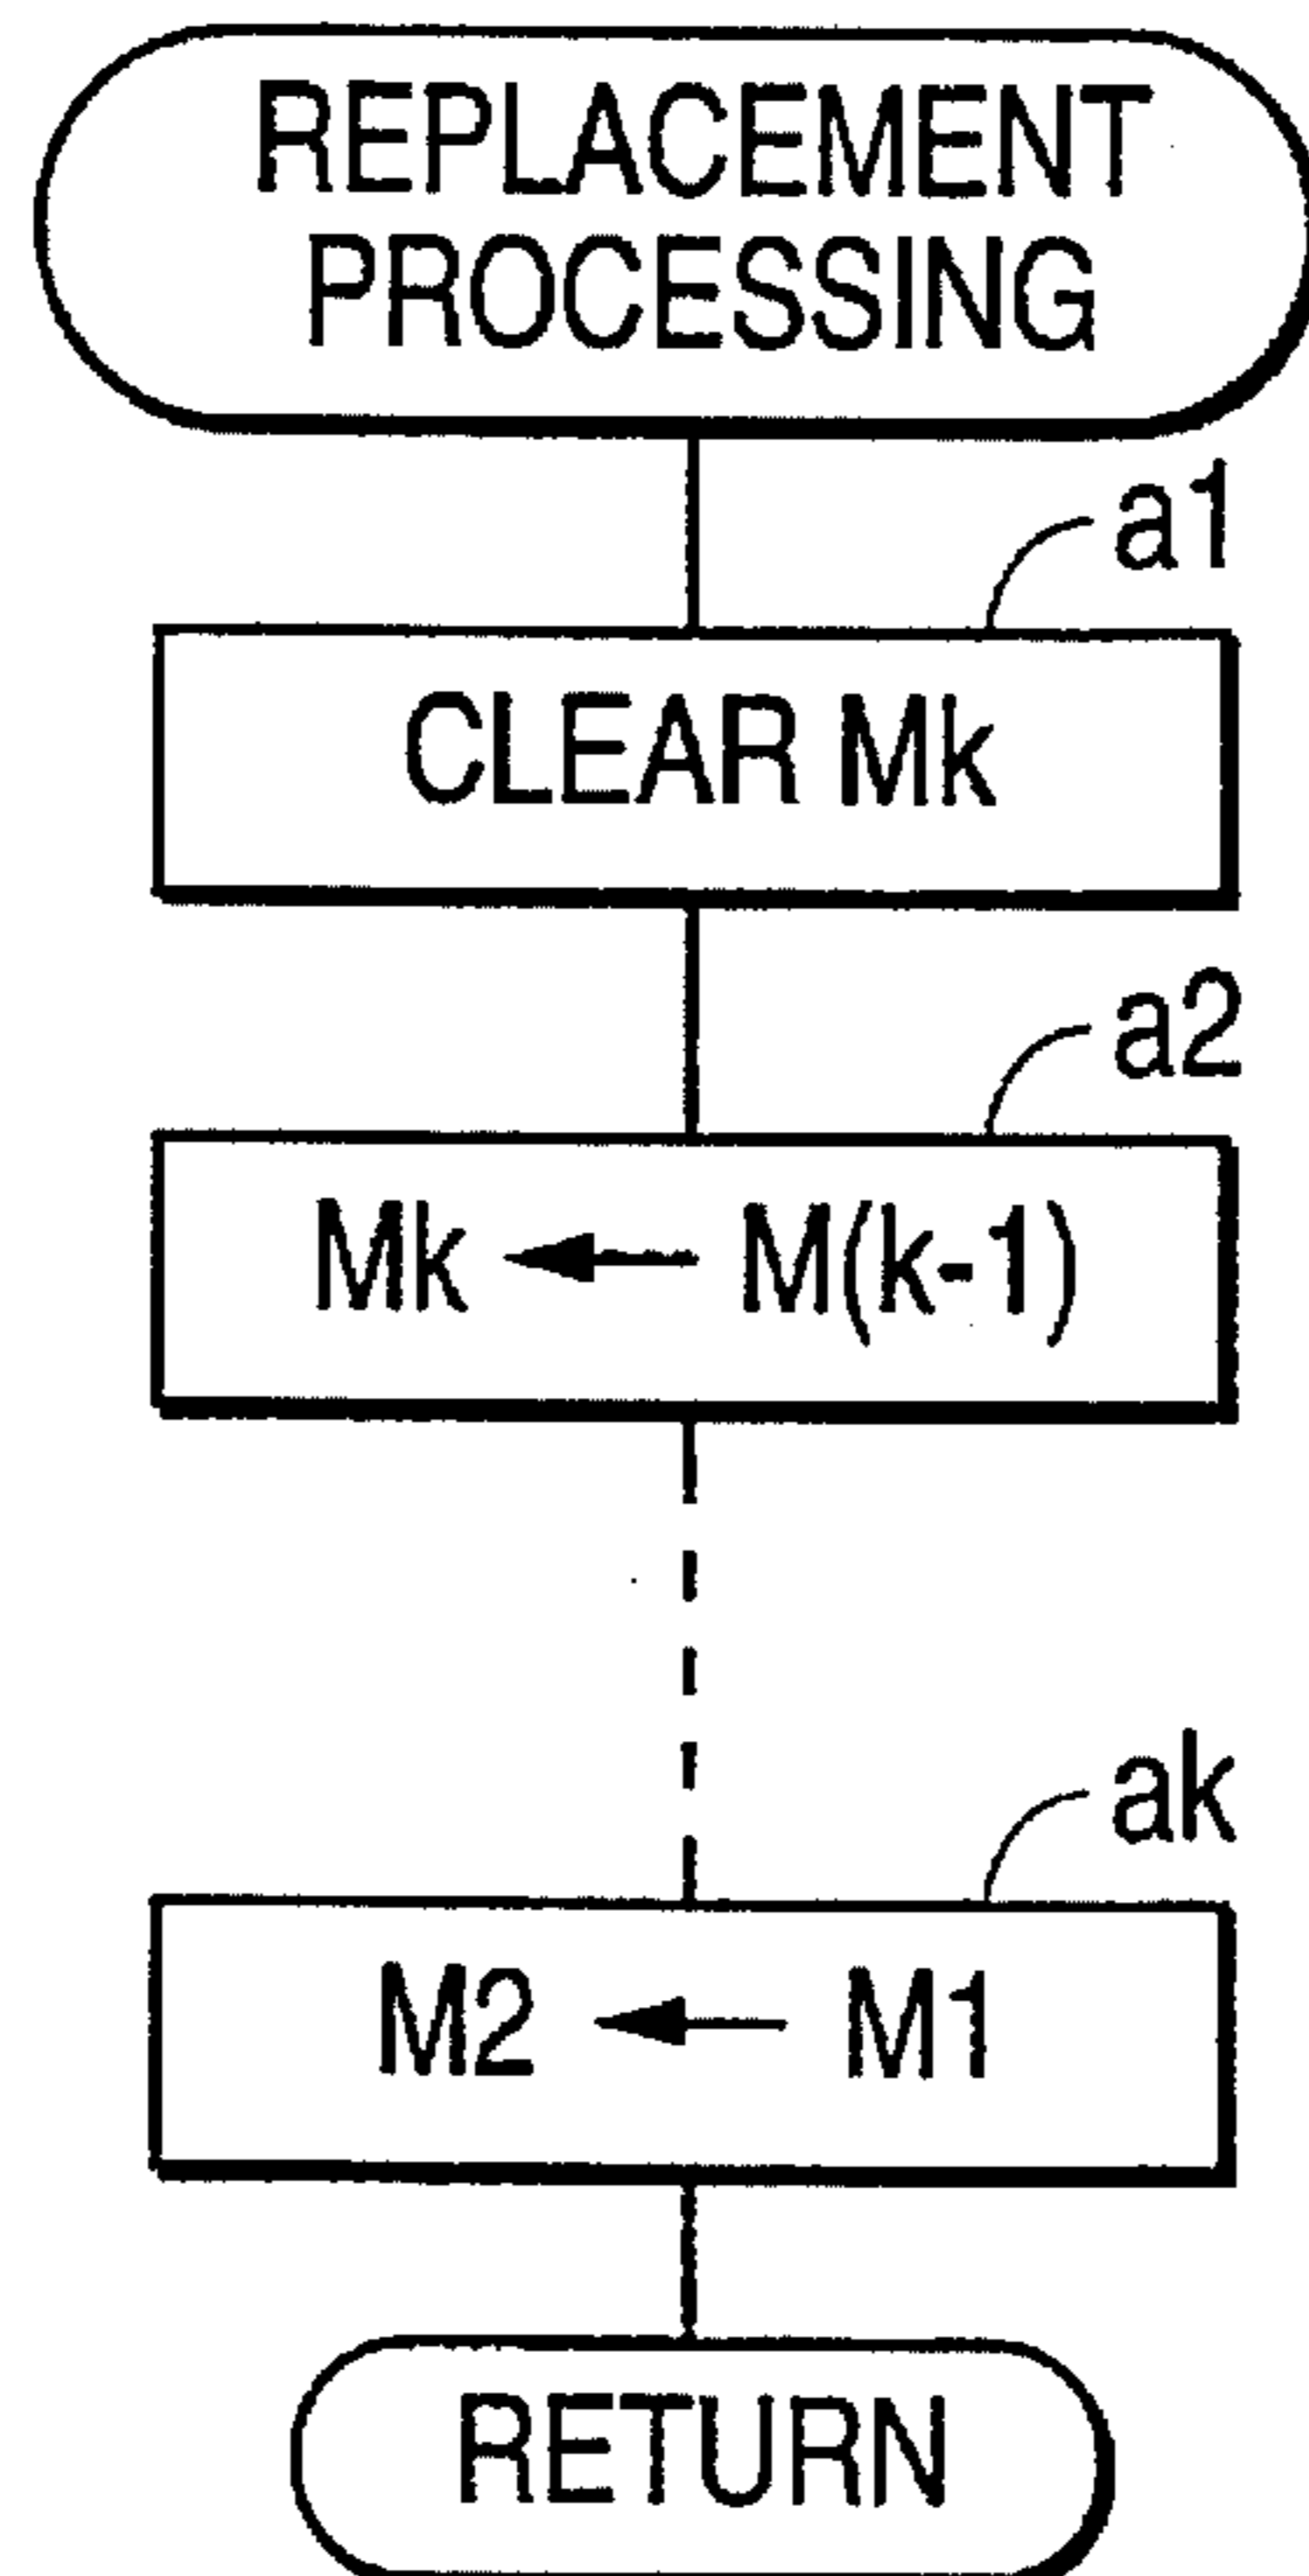 REPLACEMENT
PROCESSING
a1
CLEAR Mk
a2
Mk ← M(k-1)
ak
M2 ← M1
RETURN